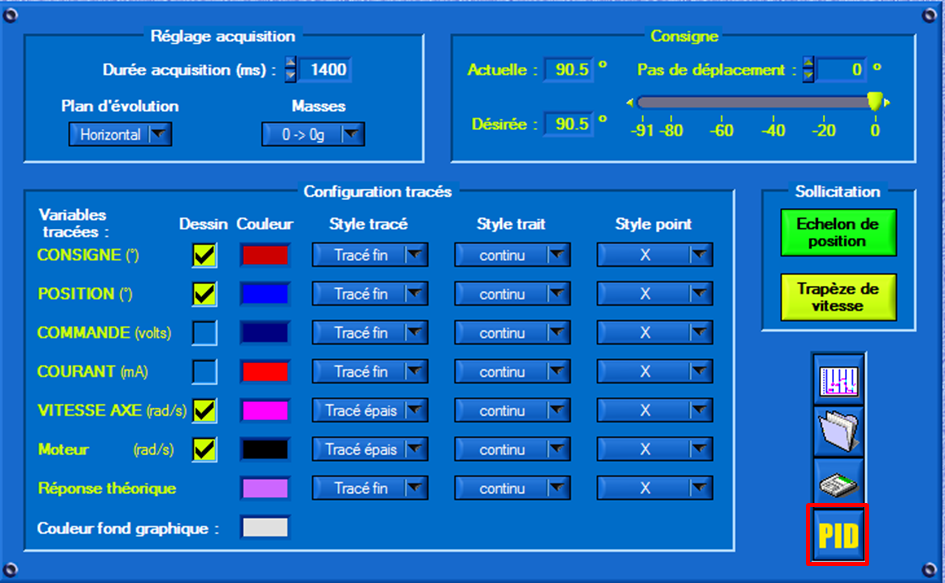 Réglage acquisition
Durée acquisition (ms) : 1400
Plan d'évolution Masses
Horizontal 0 -> 0g
Consigne
Actuelle : 90.5 ° Pas de déplacement : 0 °
Désirée : 90.5 °
-91 -80 -60 -40 -20 0
Configuration tracés
Variables
tracées :
Dessin Couleur Style tracé Style trait Style point
CONSIGNE (°) Tracé fin continu X
POSITION (°) Tracé fin continu X
COMMANDE (volts) Tracé fin continu X
COURANT (mA) Tracé fin continu X
VITESSE AXE (rad/s) Tracé épais continu X
Moteur (rad/s) Tracé épais continu X
Réponse théorique Tracé fin continu X
Couleur fond graphique :
Sollicitation
Echelon de
position
Trapèze de
vitesse
PID